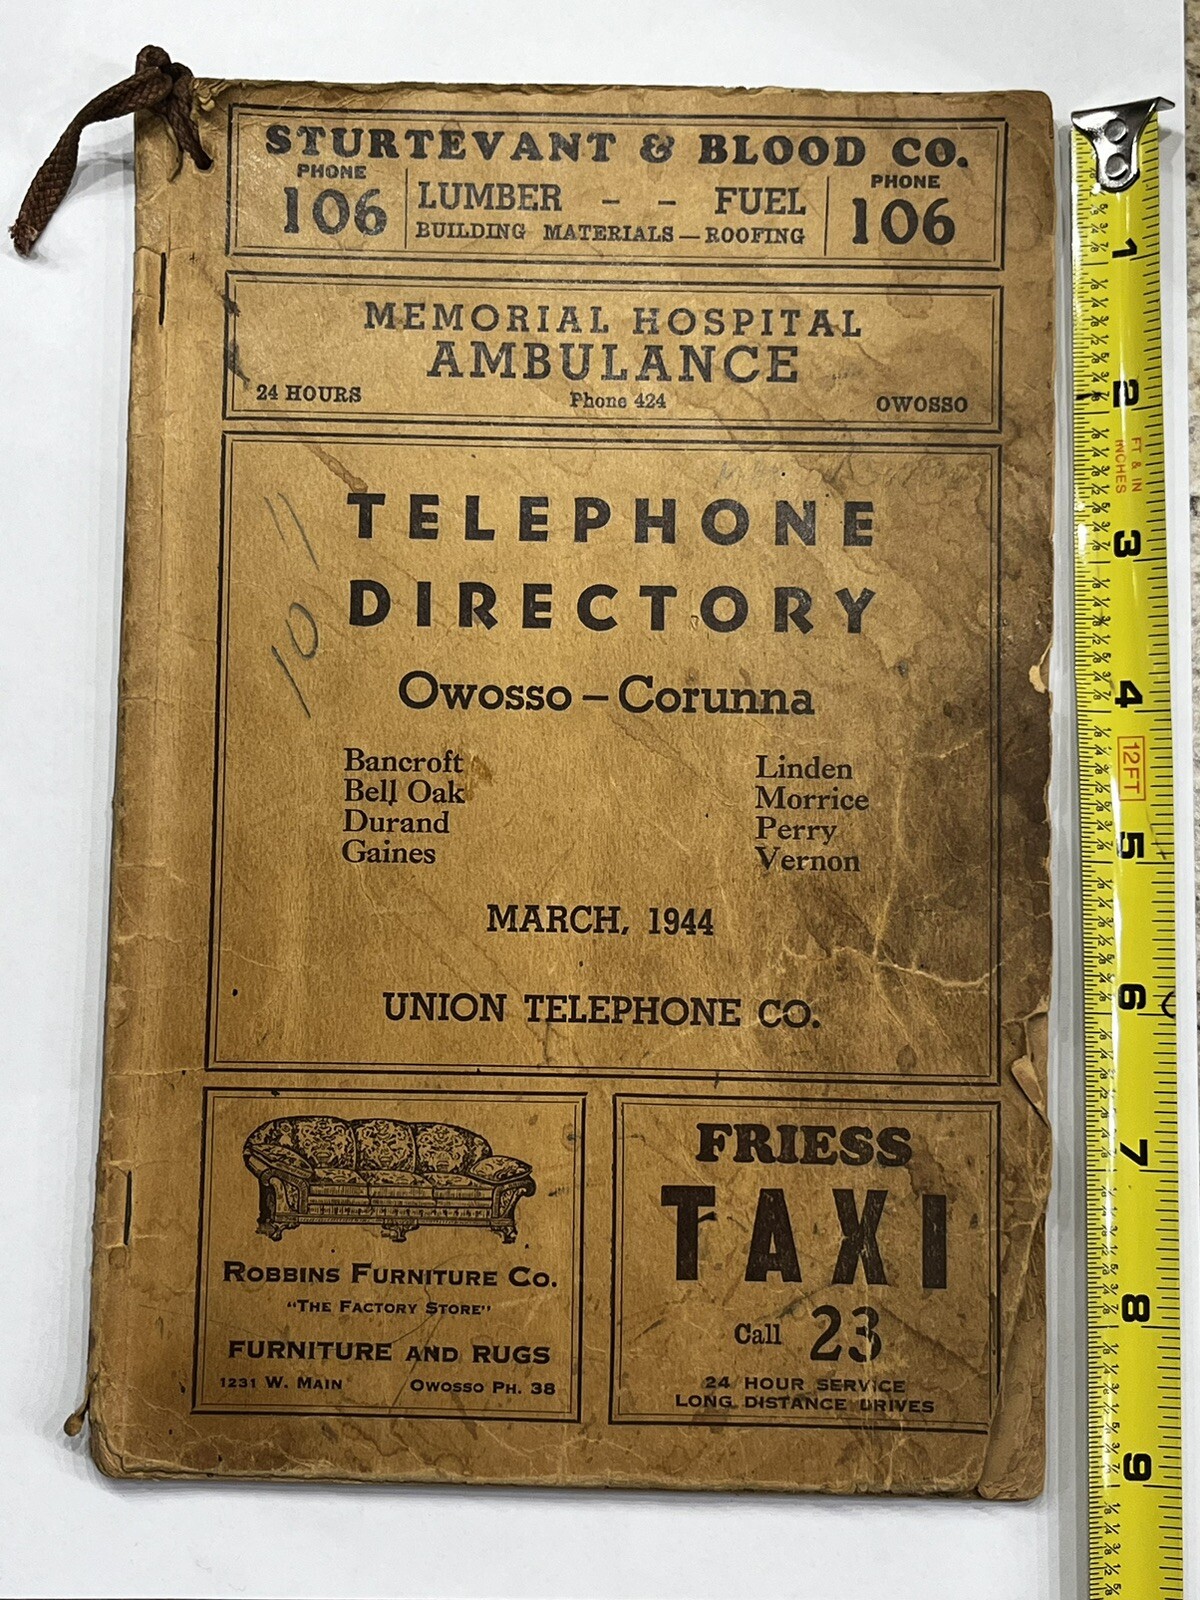 STURTEVANT & BLOOD CO.
PHONE
106
LUMBER - - FUEL
BUILDING MATERIALS — ROOFING
PHONE
106
MEMORIAL HOSPITAL
AMBULANCE
24 HOURS
Phone 424
OWOSSO
TELEPHONE
DIRECTORY
Owosso – Corunna
Bancroft
Bell Oak
Durand
Gaines
Linden
Morrice
Perry
Vernon
MARCH, 1944
UNION TELEPHONE CO.
ROBBINS FURNITURE CO.
"THE FACTORY STORE"
FURNITURE AND RUGS
1231 W. MAIN OWOSSO PH. 38
FRIESS
TAXI
Call 23
24 HOUR SERVICE
LONG DISTANCE DRIVES
1
2
FT & IN
INCHES
3
4
12FT
5
6
7
8
9